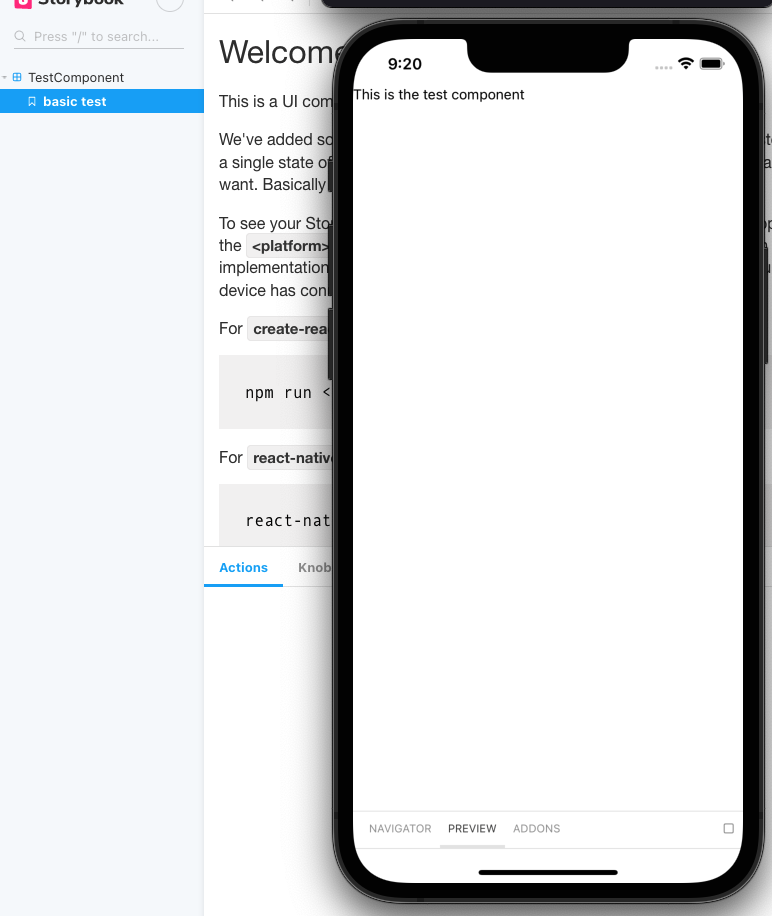 Storybook
Press "/" to search...
TestComponent
basic test
Welcome
This is a UI com
We've added so
a single state of
want. Basically
To see your Sto
the <platform>
implementation
device has con
For create-rea
npm run <
For react-nativ
react-nat
Actions
Knob
9:20
This is the test component
NAVIGATOR
PREVIEW
ADDONS